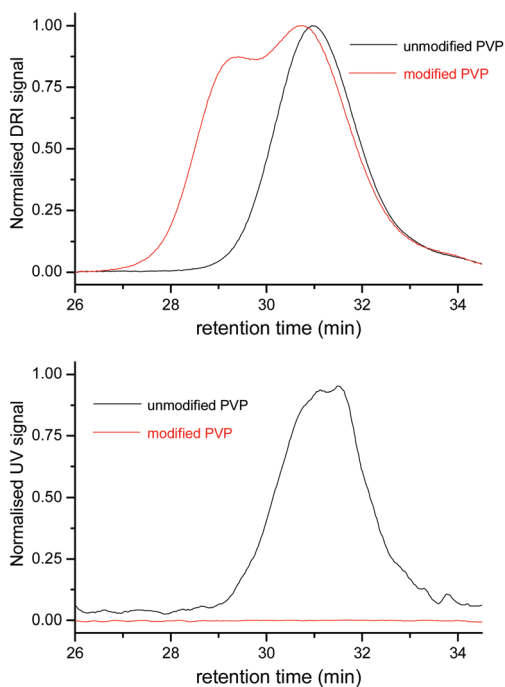 Normalised DRI signal
1.00
0.75
0.50
0.25
0.00
unmodified PVP
modified PVP
26 28 30 32 34
retention time (min)
Normalised UV signal
1.00
0.75
0.50
0.25
0.00
unmodified PVP
modified PVP
26 28 30 32 34
retention time (min)